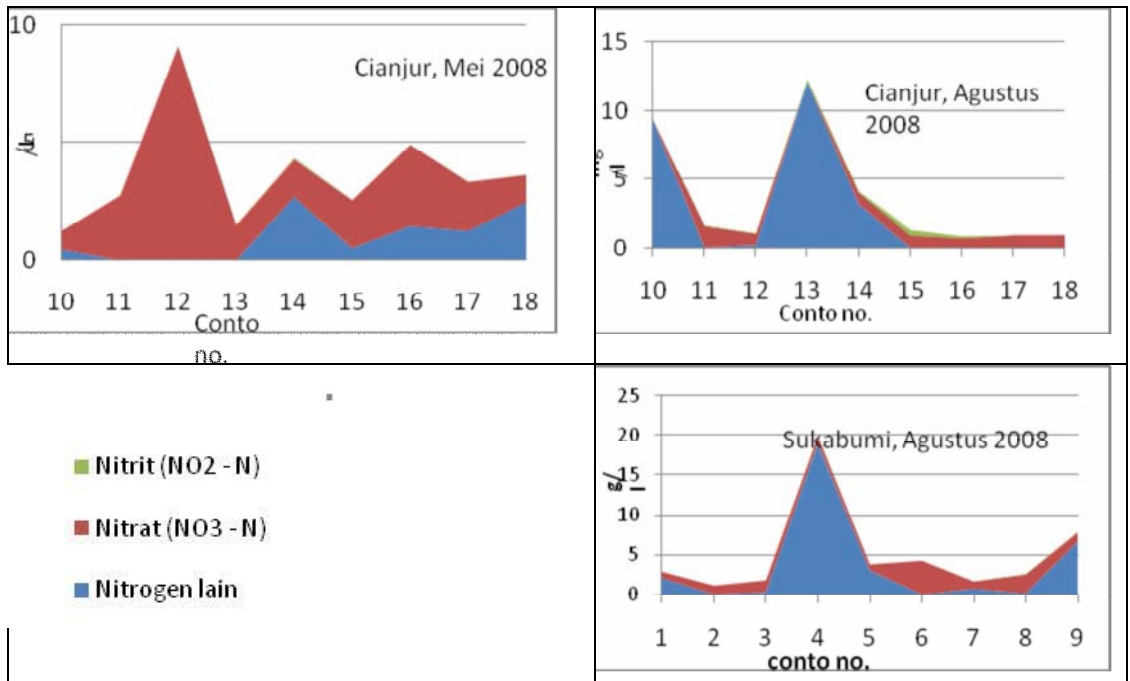 10
5
0
Cianjur, Mei 2008
10 11 12 13 14 15 16 17 18
Conto
no.
15
10
5
0
Cianjur, Agustus
2008
10 11 12 13 14 15 16 17 18
Conto no.
Nitrit (NO2 - N)
Nitrat (NO3 - N)
Nitrogen lain
25
20
15
10
5
0
Sukabumi, Agustus 2008
1 2 3 4 5 6 7 8 9
conto no.